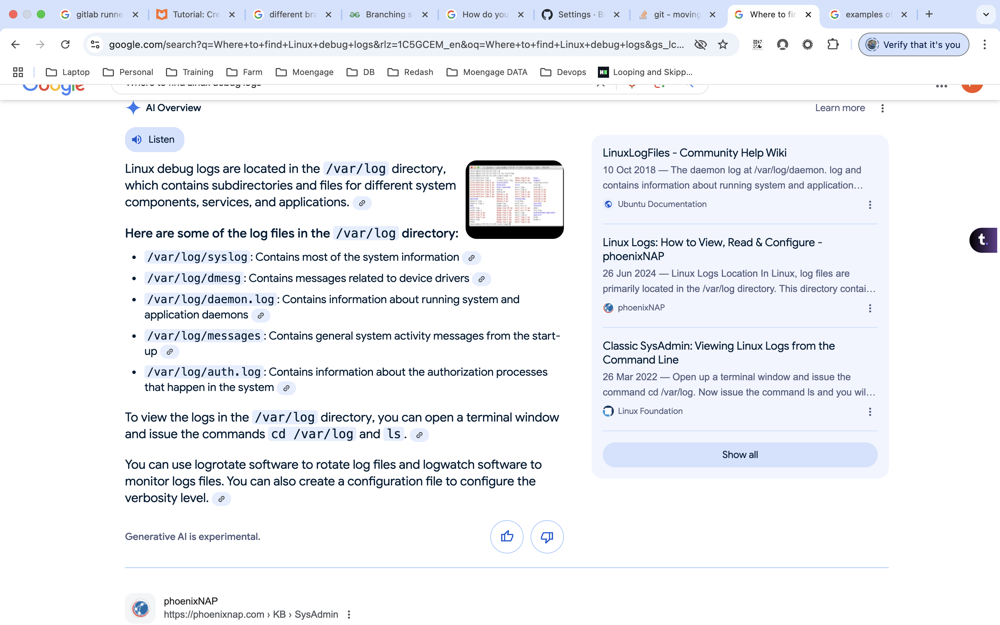 gitlab runne
Tutorial: Cre
different bra
Branching s
How do you
Settings · B
git - moving
Where to fin
examples of
google.com/search?q=Where+to+find+Linux+debug+logs&rlz=1C5GCEM_en&oq=Where+to+find+Linux+debug+logs&gs_lc...
Verify that it's you
Laptop
Personal
Training
Farm
Moengage
DB
Redash
Moengage DATA
Devops
Looping and Skipp...
Google
Where to find Linux debug logs
AI Overview
Learn more
Listen
Linux debug logs are located in the /var/log directory,
which contains subdirectories and files for different system
components, services, and applications.
Here are some of the log files in the /var/log directory:
• /var/log/syslog: Contains most of the system information
• /var/log/dmesg: Contains messages related to device drivers
• /var/log/daemon.log: Contains information about running system and
application daemons
• /var/log/messages: Contains general system activity messages from the start-
up
• /var/log/auth.log: Contains information about the authorization processes
that happen in the system
To view the logs in the /var/log directory, you can open a terminal window
and issue the commands cd /var/log and ls.
You can use logrotate software to rotate log files and logwatch software to
monitor logs files. You can also create a configuration file to configure the
verbosity level.
Generative AI is experimental.
LinuxLogFiles - Community Help Wiki
10 Oct 2018 — The daemon log at /var/log/daemon. log and
contains information about running system and application...
Ubuntu Documentation
Linux Logs: How to View, Read & Configure -
phoenixNAP
26 Jun 2024 — Linux Logs Location In Linux, log files are
primarily located in the /var/log directory. This directory contai...
phoenixNAP
Classic SysAdmin: Viewing Linux Logs from the
Command Line
26 Mar 2022 — Open up a terminal window and issue the
command cd /var/log. Now issue the command ls and you wil...
Linux Foundation
Show all
t.
phoenixNAP
https://phoenixnap.com › KB › SysAdmin